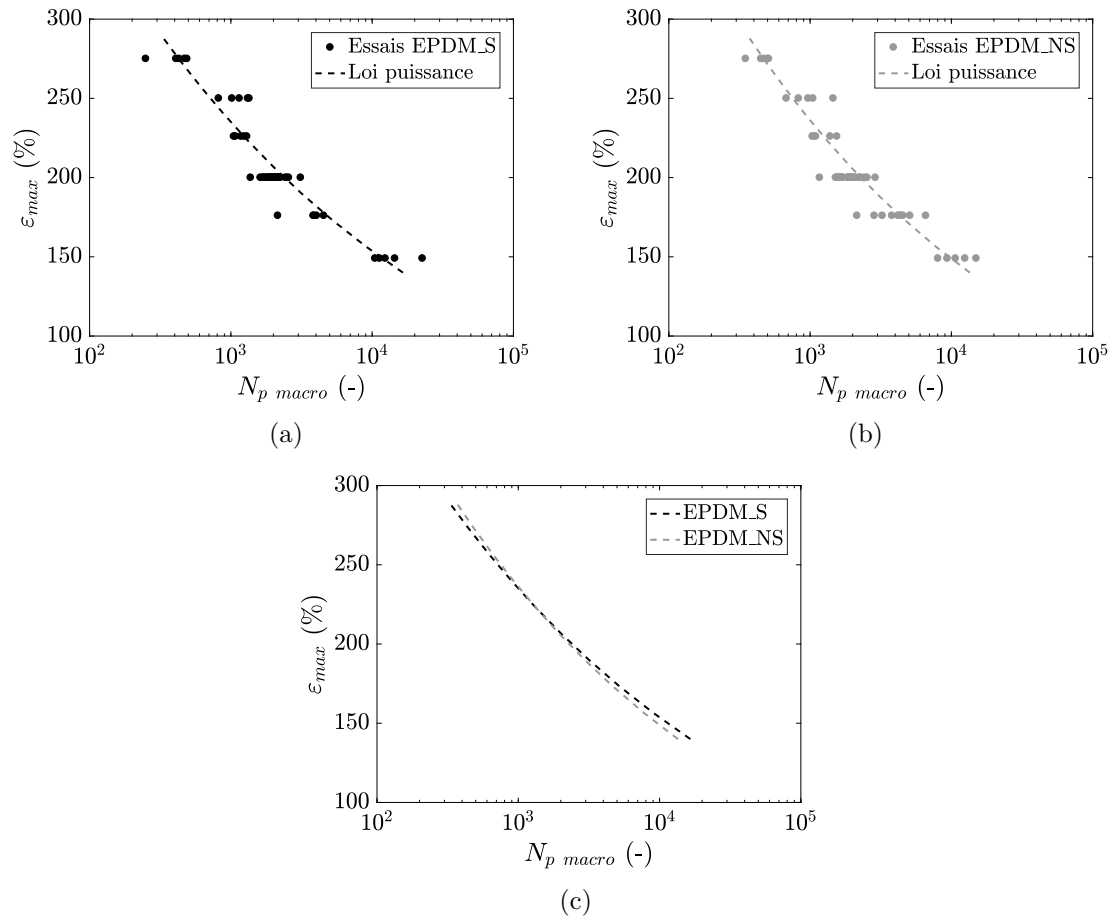 300
250
200
150
100
10^2 10^3 10^4 10^5
ε_max (%)
N_p macro (-)
Essais EPDM_S
Loi puissance
(a)
300
250
200
150
100
10^2 10^3 10^4 10^5
ε_max (%)
N_p macro (-)
Essais EPDM_NS
Loi puissance
(b)
300
250
200
150
100
10^2 10^3 10^4 10^5
ε_max (%)
N_p macro (-)
EPDM_S
EPDM_NS
(c)